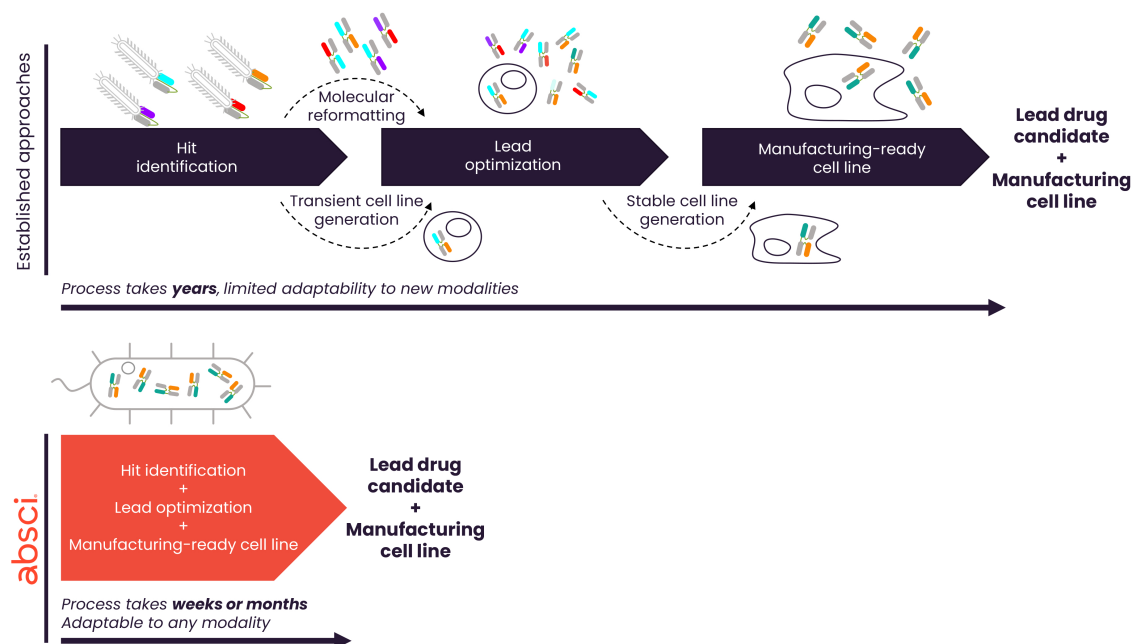 Established approaches
Molecular
reformatting
Hit
identification
Lead
optimization
Manufacturing-ready
cell line
Lead drug
candidate
+
Manufacturing
cell line
Transient cell line
generation
Stable cell line
generation
Process takes years, limited adaptability to new modalities
absci.
Hit identification
+
Lead optimization
+
Manufacturing-ready cell line
Lead drug
candidate
+
Manufacturing
cell line
Process takes weeks or months
Adaptable to any modality